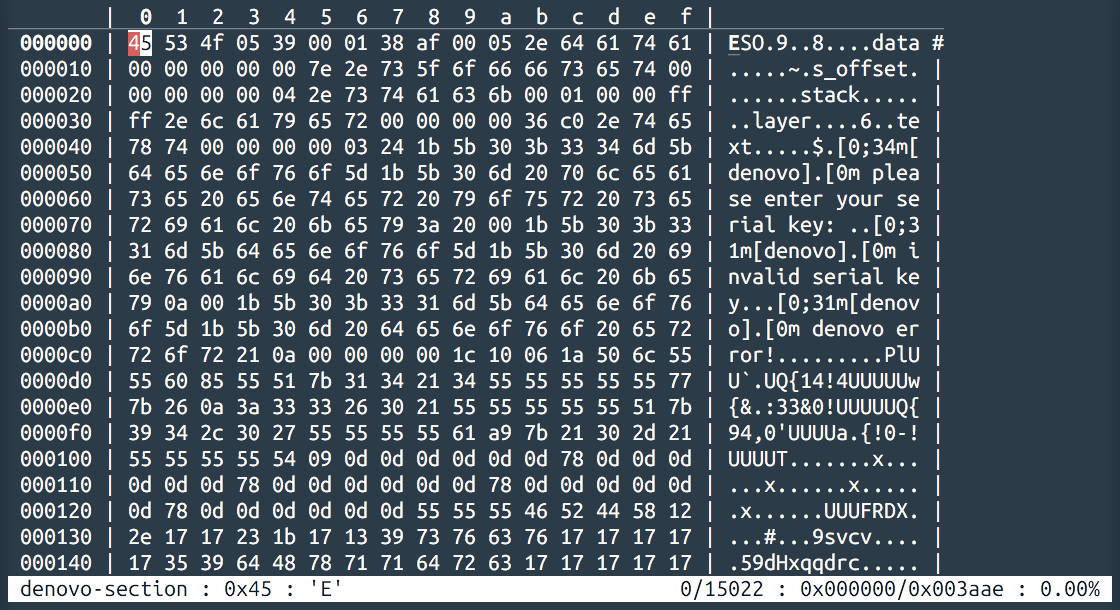 | 0 1 2 3 4 5 6 7 8 9 a b c d e f |
000000 | 45 53 4f 05 39 00 01 38 af 00 05 2e 64 61 74 61 | ESO.9..8....data #
000010 | 00 00 00 00 00 7e 2e 73 5f 6f 66 66 73 65 74 00 | .....~.s_offset. |
000020 | 00 00 00 00 04 2e 73 74 61 63 6b 00 01 00 00 ff | ......stack..... |
000030 | ff 2e 6c 61 79 65 72 00 00 00 00 36 c0 2e 74 65 | ..layer....6..te |
000040 | 78 74 00 00 00 00 03 24 1b 5b 30 3b 33 34 6d 5b | xt.....$.[0;34m[ |
000050 | 64 65 6e 6f 76 6f 5d 1b 5b 30 6d 20 70 6c 65 61 | denovo].[0m plea |
000060 | 73 65 20 65 6e 74 65 72 20 79 6f 75 72 20 73 65 | se enter your se |
000070 | 72 69 61 6c 20 6b 65 79 3a 20 00 1b 5b 30 3b 33 | rial key: ..[0;3 |
000080 | 31 6d 5b 64 65 6e 6f 76 6f 5d 1b 5b 30 6d 20 69 | 1m[denovo].[0m i |
000090 | 6e 76 61 6c 69 64 20 73 65 72 69 61 6c 20 6b 65 | nvalid serial ke |
0000a0 | 79 0a 00 1b 5b 30 3b 33 31 6d 5b 64 65 6e 6f 76 | y...[0;31m[denov |
0000b0 | 6f 5d 1b 5b 30 6d 20 64 65 6e 6f 76 6f 20 65 72 | o].[0m denovo er |
0000c0 | 72 6f 72 21 0a 00 00 00 00 1c 10 06 1a 50 6c 55 | ror!.........PlU |
0000d0 | 55 60 85 55 51 7b 31 34 21 34 55 55 55 55 55 77 | U`.UQ{14!4UUUUUw |
0000e0 | 7b 26 0a 3a 33 33 26 30 21 55 55 55 55 55 51 7b | {&.:33&0!UUUUUQ{ |
0000f0 | 39 34 2c 30 27 55 55 55 55 61 a9 7b 21 30 2d 21 | 94,0'UUUUa.{!0-! |
000100 | 55 55 55 55 54 09 0d 0d 0d 0d 0d 0d 78 0d 0d 0d | UUUUT.......x... |
000110 | 0d 0d 0d 78 0d 0d 0d 0d 0d 0d 78 0d 0d 0d 0d 0d | ...x......x..... |
000120 | 0d 78 0d 0d 0d 0d 0d 0d 55 55 55 46 52 44 58 12 | .x......UUUFRDX. |
000130 | 2e 17 17 23 1b 17 13 39 73 76 63 76 17 17 17 17 | ...#...9svcv.... |
000140 | 17 35 39 64 48 78 71 71 64 72 63 17 17 17 17 17 | .59dHxqqdrc..... |
denovo-section : 0x45 : 'E' 0/15022 : 0x000000/0x003aae : 0.00%